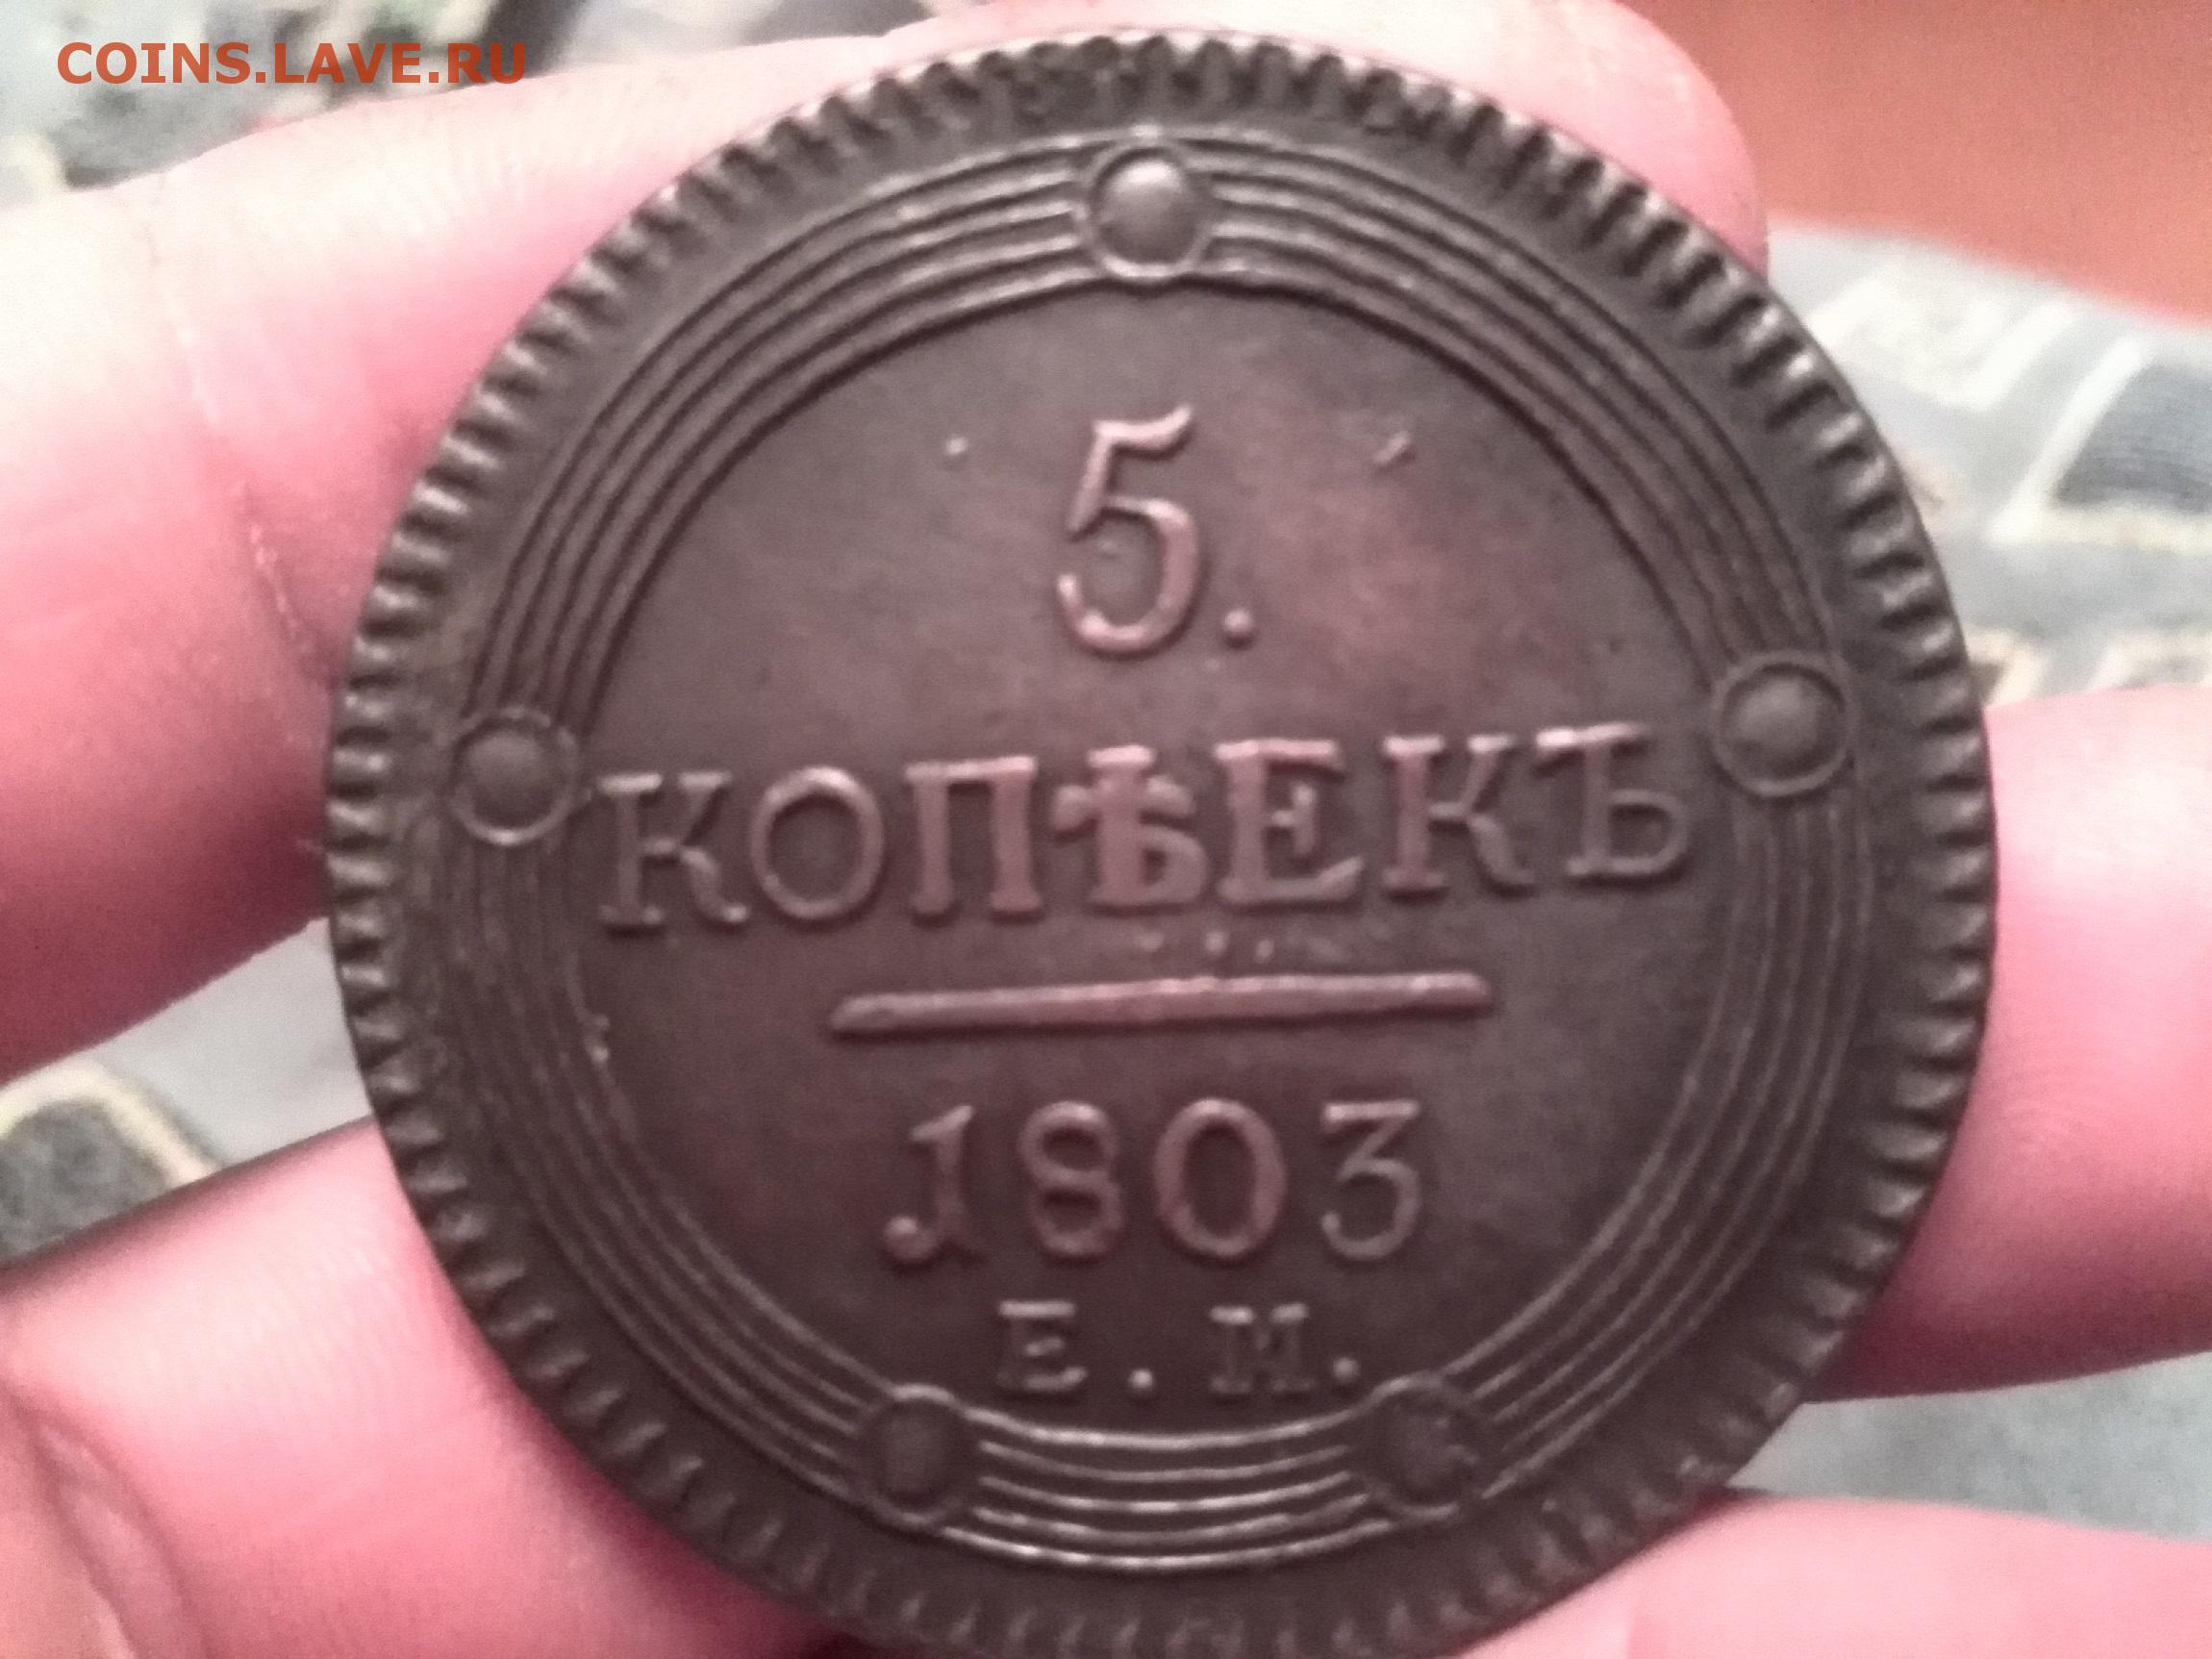 COINS.LAVE.RU
5.
КОПѢЕКЪ
1803
Е. М.